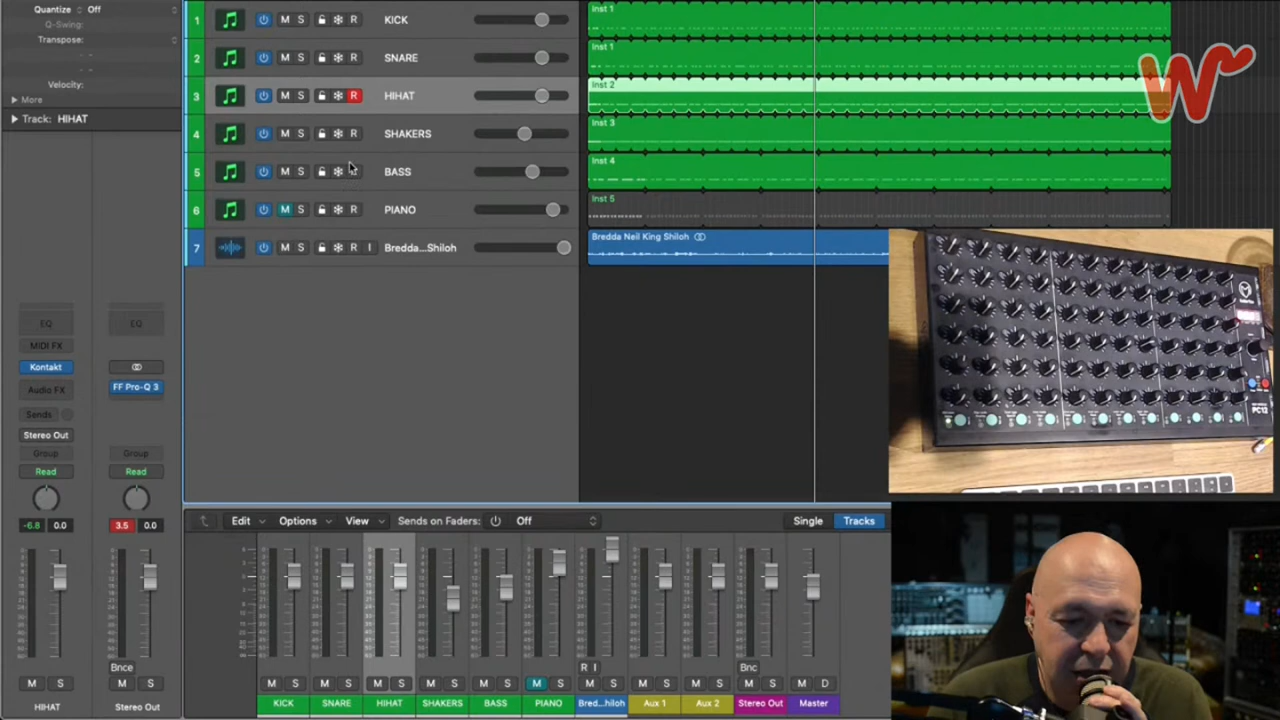 Quantize
Off
Q-Swing:
Transpose:
Velocity:
More
Track: HIHAT
1 M S R KICK
2 M S R SNARE
3 M S R HIHAT
4 M S R SHAKERS
5 M S R BASS
6 M S R PIANO
7 M S R I Bredda...Shiloh
Inst 1
Inst 1
Inst 2
Inst 3
Inst 4
Inst 5
Bredda Neil King Shiloh
W
PC12
EQ EQ
MIDI FX
Kontakt
Audio FX FF Pro-Q 3
Sends
Stereo Out
Group Group
Read Read
-6.8 0.0 3.5 0.0
Bnce
M S M S
HIHAT Stereo Out
Edit Options View Sends on Faders: Off Single Tracks
R I Bnc
M S M S M S M S M S M S M S M S M S M S M D
KICK SNARE HIHAT SHAKERS BASS PIANO Bred...hiloh Aux 1 Aux 2 Stereo Out Master